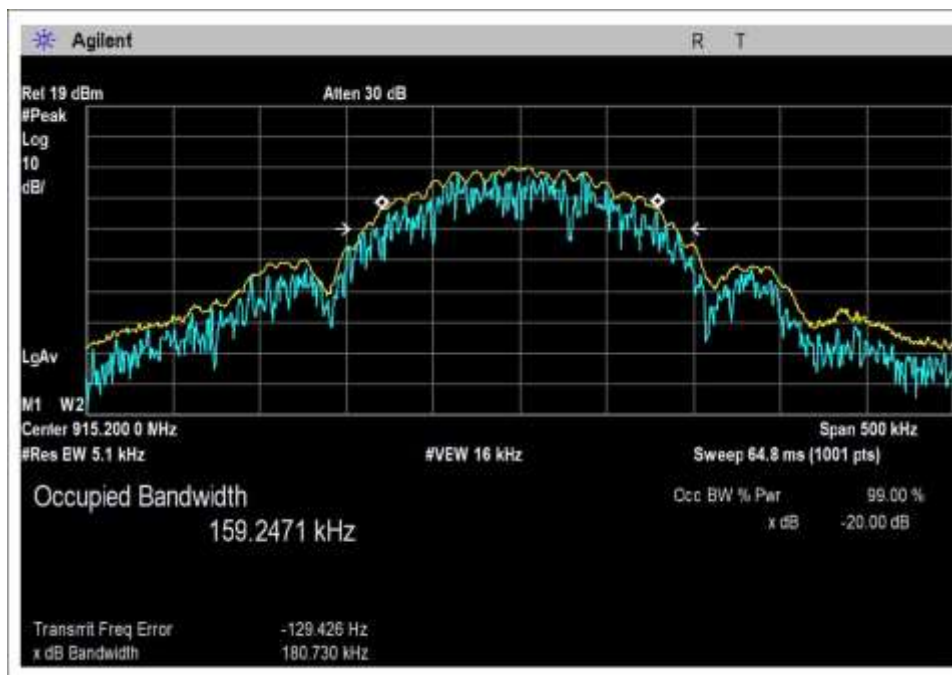 Agilent R T
Ref 19 dBm Atten 30 dB
#Peak
Log
10
dB/
LgAv
M1 W2
Center 915.200 0 MHz Span 500 kHz
#Res BW 5.1 kHz #VBW 16 kHz Sweep 64.8 ms (1001 pts)
Occupied Bandwidth Occ BW % Pwr 99.00 %
159.2471 kHz x dB -20.00 dB
Transmit Freq Error -129.426 Hz
x dB Bandwidth 180.730 kHz